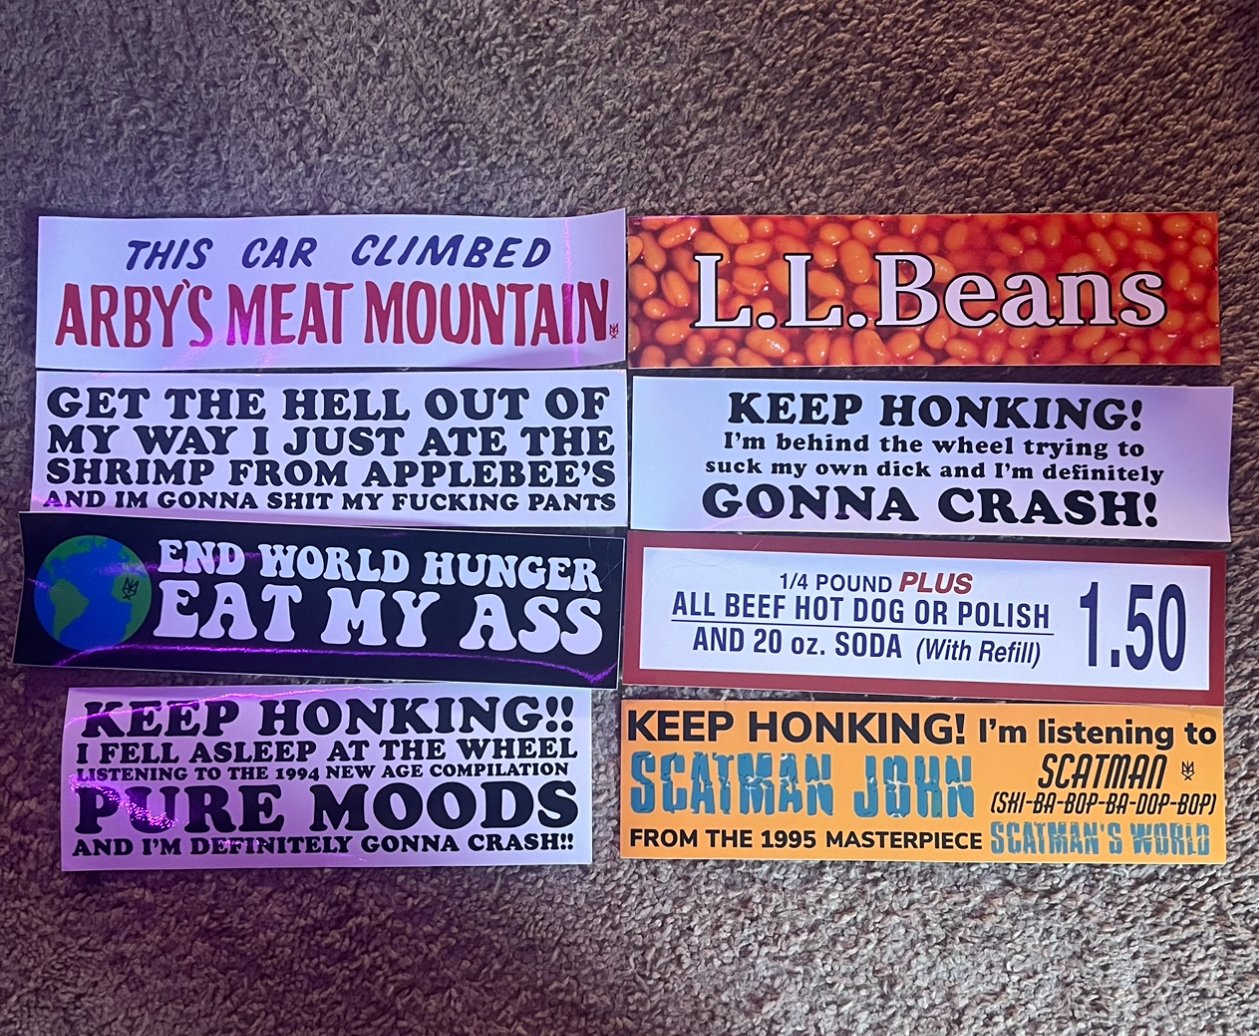 THIS CAR CLIMBED
ARBY'S MEAT MOUNTAIN
L.L.Beans
GET THE HELL OUT OF
MY WAY I JUST ATE THE
SHRIMP FROM APPLEBEE'S
AND IM GONNA SHIT MY FUCKING PANTS
KEEP HONKING!
I'm behind the wheel trying to
suck my own dick and I'm definitely
GONNA CRASH!
END WORLD HUNGER
EAT MY ASS
1/4 POUND PLUS
ALL BEEF HOT DOG OR POLISH
AND 20 oz. SODA (With Refill)
1.50
KEEP HONKING!!
I FELL ASLEEP AT THE WHEEL
LISTENING TO THE 1994 NEW AGE COMPILATION
PURE MOODS
AND I'M DEFINITELY GONNA CRASH!!
KEEP HONKING! I'm listening to
SCATMAN JOHN
SCATMAN
(SKI-BA-BOP-BA-DOP-BOP)
FROM THE 1995 MASTERPIECE SCATMAN'S WORLD